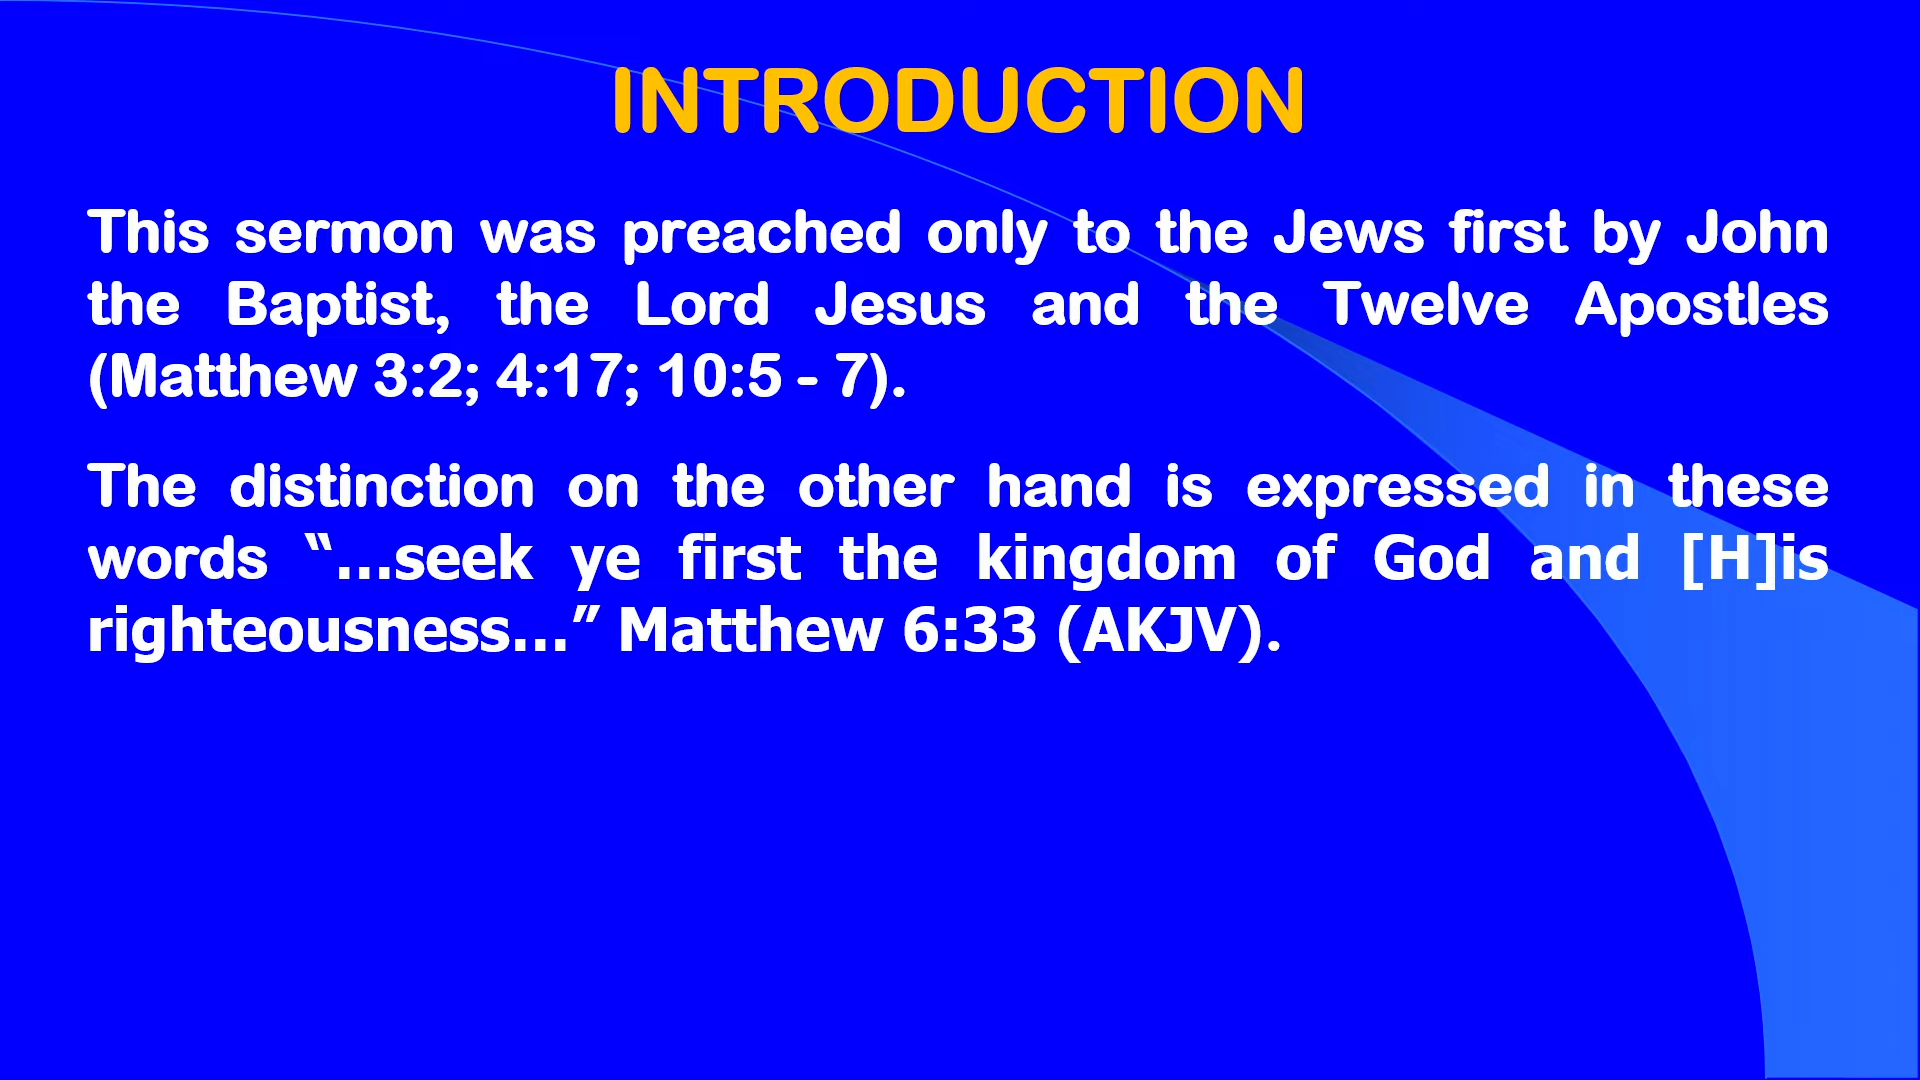 INTRODUCTION
This sermon was preached only to the Jews first by John
the Baptist, the Lord Jesus and the Twelve Apostles
(Matthew 3:2; 4:17; 10:5 - 7).
The distinction on the other hand is expressed in these
words “...seek ye first the kingdom of God and [H]is
righteousness...” Matthew 6:33 (AKJV).